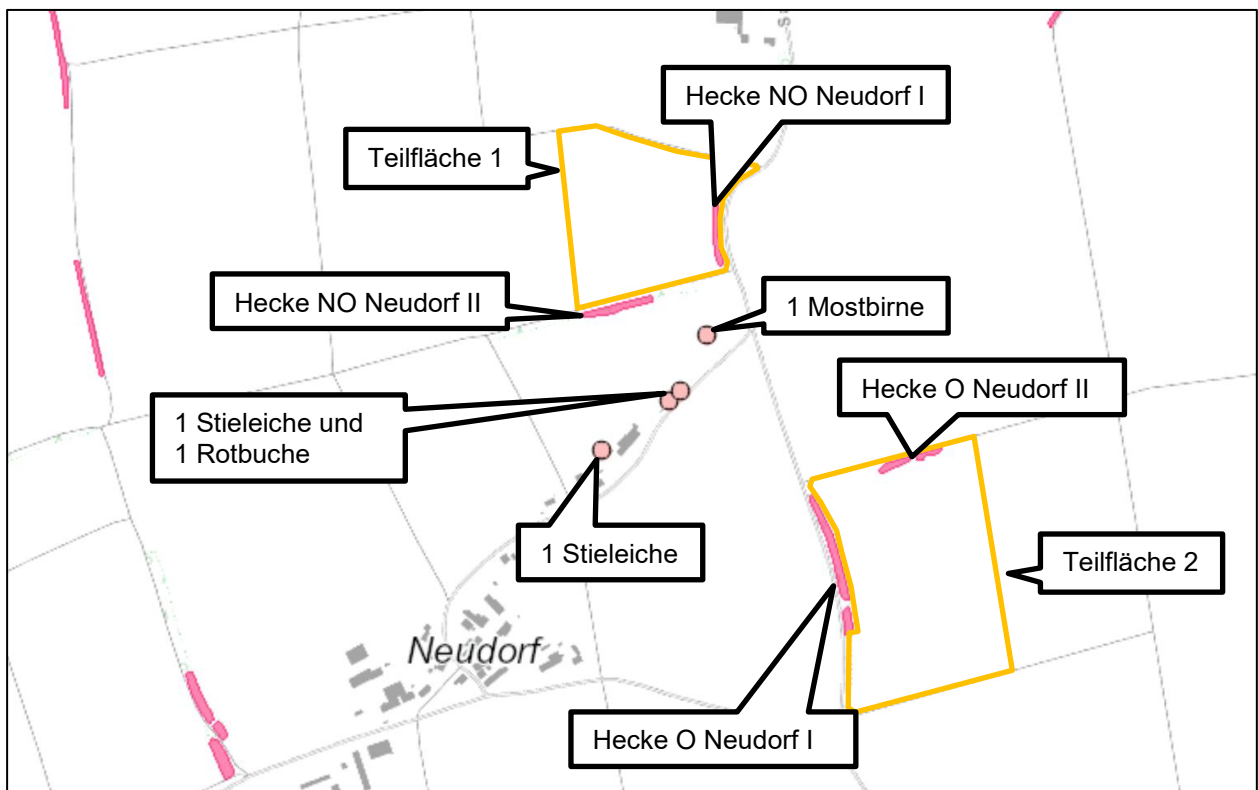 Hecke NO Neudorf I
Teilfläche 1
Hecke NO Neudorf II
1 Mostbirne
Hecke O Neudorf II
1 Stieleiche und
1 Rotbuche
1 Stieleiche
Teilfläche 2
Neudorf
Hecke O Neudorf I